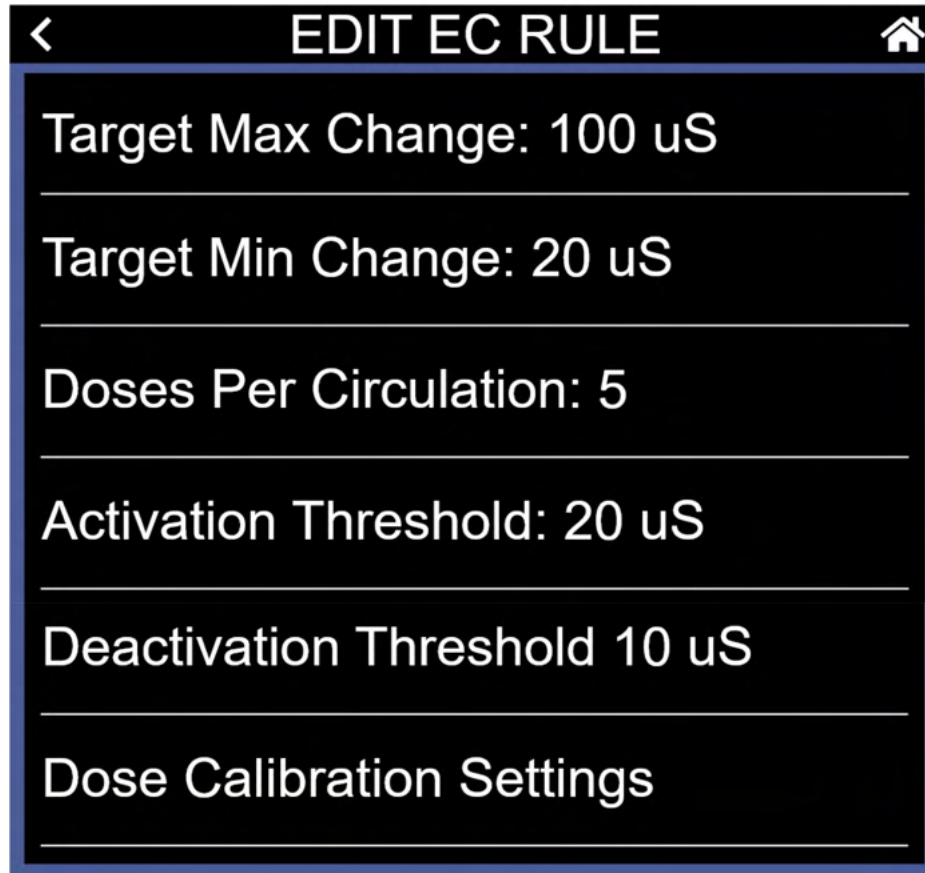 EDIT EC RULE
Target Max Change: 100 uS
Target Min Change: 20 uS
Doses Per Circulation: 5
Activation Threshold: 20 uS
Deactivation Threshold 10 uS
Dose Calibration Settings